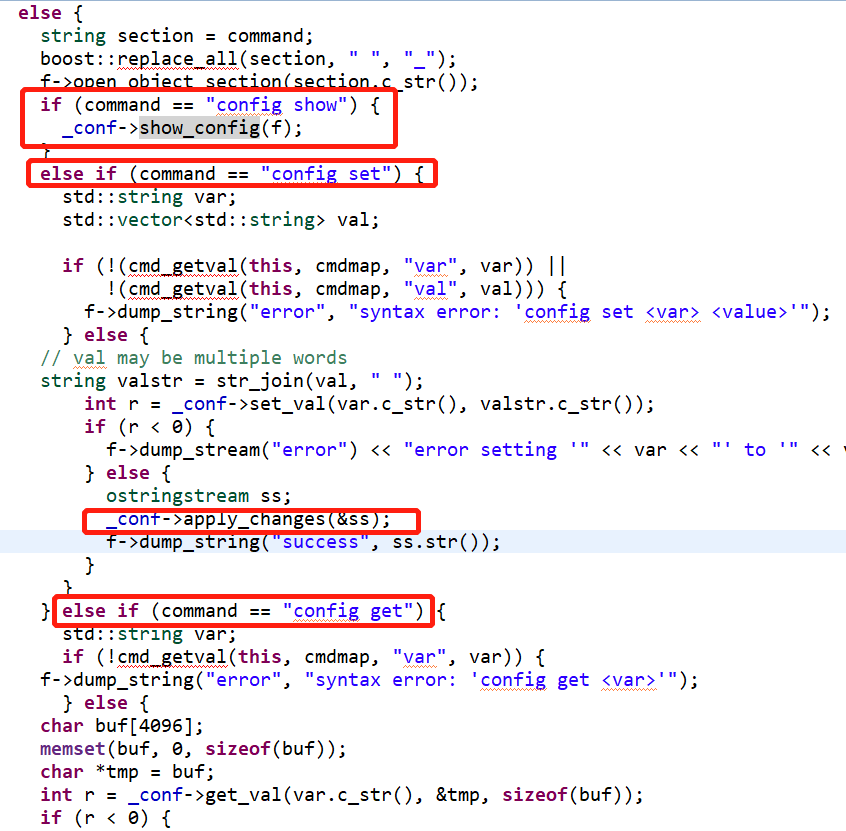 else {
string section = command;
boost::replace_all(section, " ", "_");
f->open_object_section(section.c_str());
if (command == "config show") {
_conf->show_config(f);
}
else if (command == "config set") {
std::string var;
std::vector<std::string> val;
if (!(cmd_getval(this, cmdmap, "var", var)) ||
!(cmd_getval(this, cmdmap, "val", val))) {
f->dump_string("error", "syntax error: 'config set <var> <value>'");
} else {
// val may be multiple words
string valstr = str_join(val, " ");
int r = _conf->set_val(var.c_str(), valstr.c_str());
if (r < 0) {
f->dump_stream("error") << "error setting '" << var << "' to '" <<
} else {
ostringstream ss;
_conf->apply_changes(&ss);
f->dump_string("success", ss.str());
}
}
} else if (command == "config get") {
std::string var;
if (!cmd_getval(this, cmdmap, "var", var)) {
f->dump_string("error", "syntax error: 'config get <var>'");
} else {
char buf[4096];
memset(buf, 0, sizeof(buf));
char *tmp = buf;
int r = _conf->get_val(var.c_str(), &tmp, sizeof(buf));
if (r < 0) {